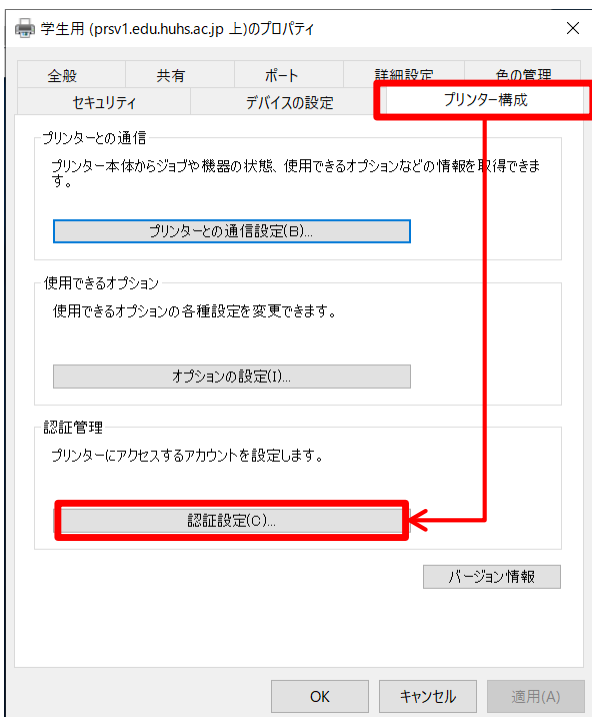 学生用 (prsv1.edu.huhs.ac.jp 上)のプロパティ
全般 共有 ポート 詳細設定 色の管理
セキュリティ デバイスの設定 プリンター構成
プリンターとの通信
プリンター本体からジョブや機器の状態、使用できるオプションなどの情報を取得できま
す。
プリンターとの通信設定(B)...
使用できるオプション
使用できるオプションの各種設定を変更できます。
オプションの設定(I)...
認証管理
プリンターにアクセスするアカウントを設定します。
認証設定(C)...
バージョン情報
OK キャンセル 適用(A)